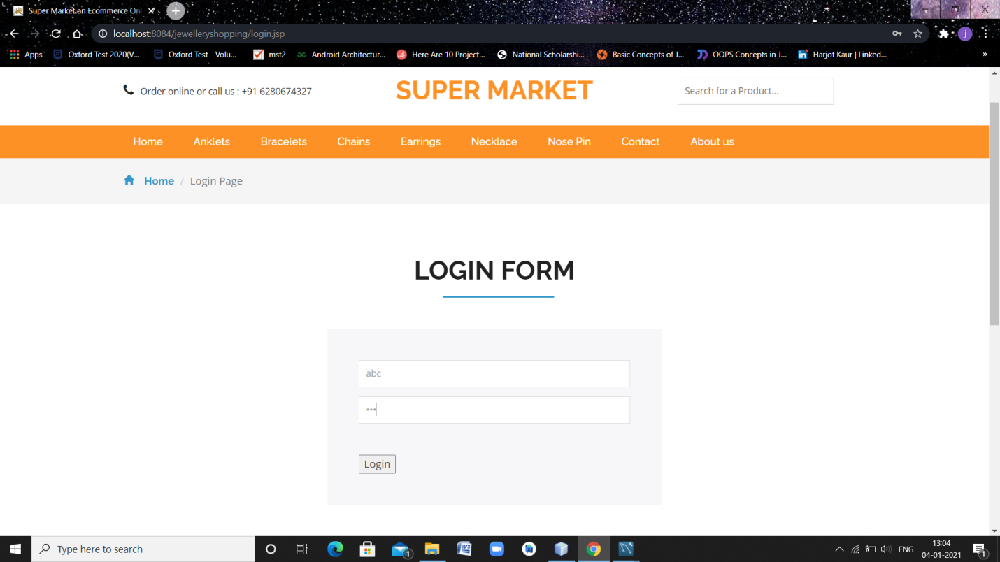 Super Market an Ecommerce On
localhost:8084/jewelleryshopping/login.jsp
Apps Oxford Test 2020(V... Oxford Test - Volu... mst2 Android Architectur... Here Are 10 Project... National Scholarshi... Basic Concepts of J... OOPS Concepts in J... Harjot Kaur | Linked... »
Order online or call us : +91 6280674327
SUPER MARKET
Search for a Product...
Home Anklets Bracelets Chains Earrings Necklace Nose Pin Contact About us
Home / Login Page
LOGIN FORM
abc
•••
Login
Type here to search
ENG
13:04
04-01-2021